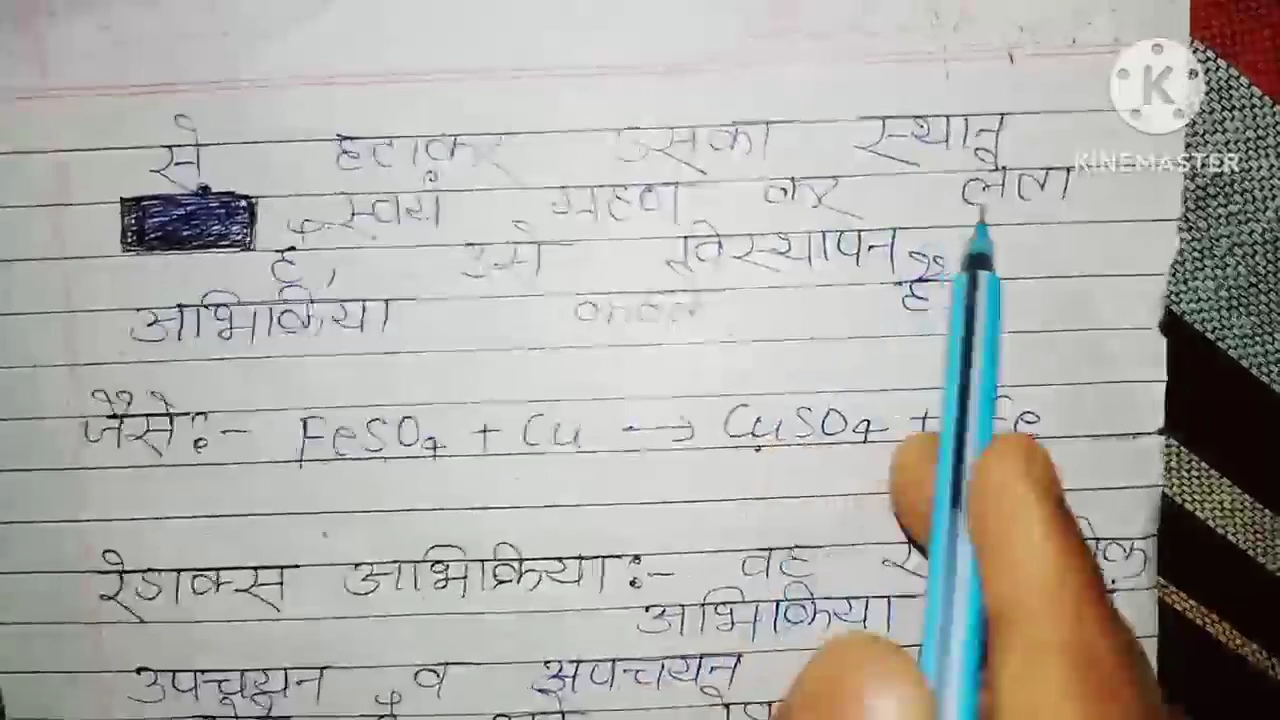 से हटाकर उसका स्थान
स्वयं ग्रहण कर लेता
है, उसे विस्थापन
अभिक्रिया कहते हैं
जैसे:- FeSO4 + Cu → CuSO4 + Fe
रेडाक्स अभिक्रिया:- वह
अभिक्रिया
उपचयन व अपचयन
K
KINEMASTER